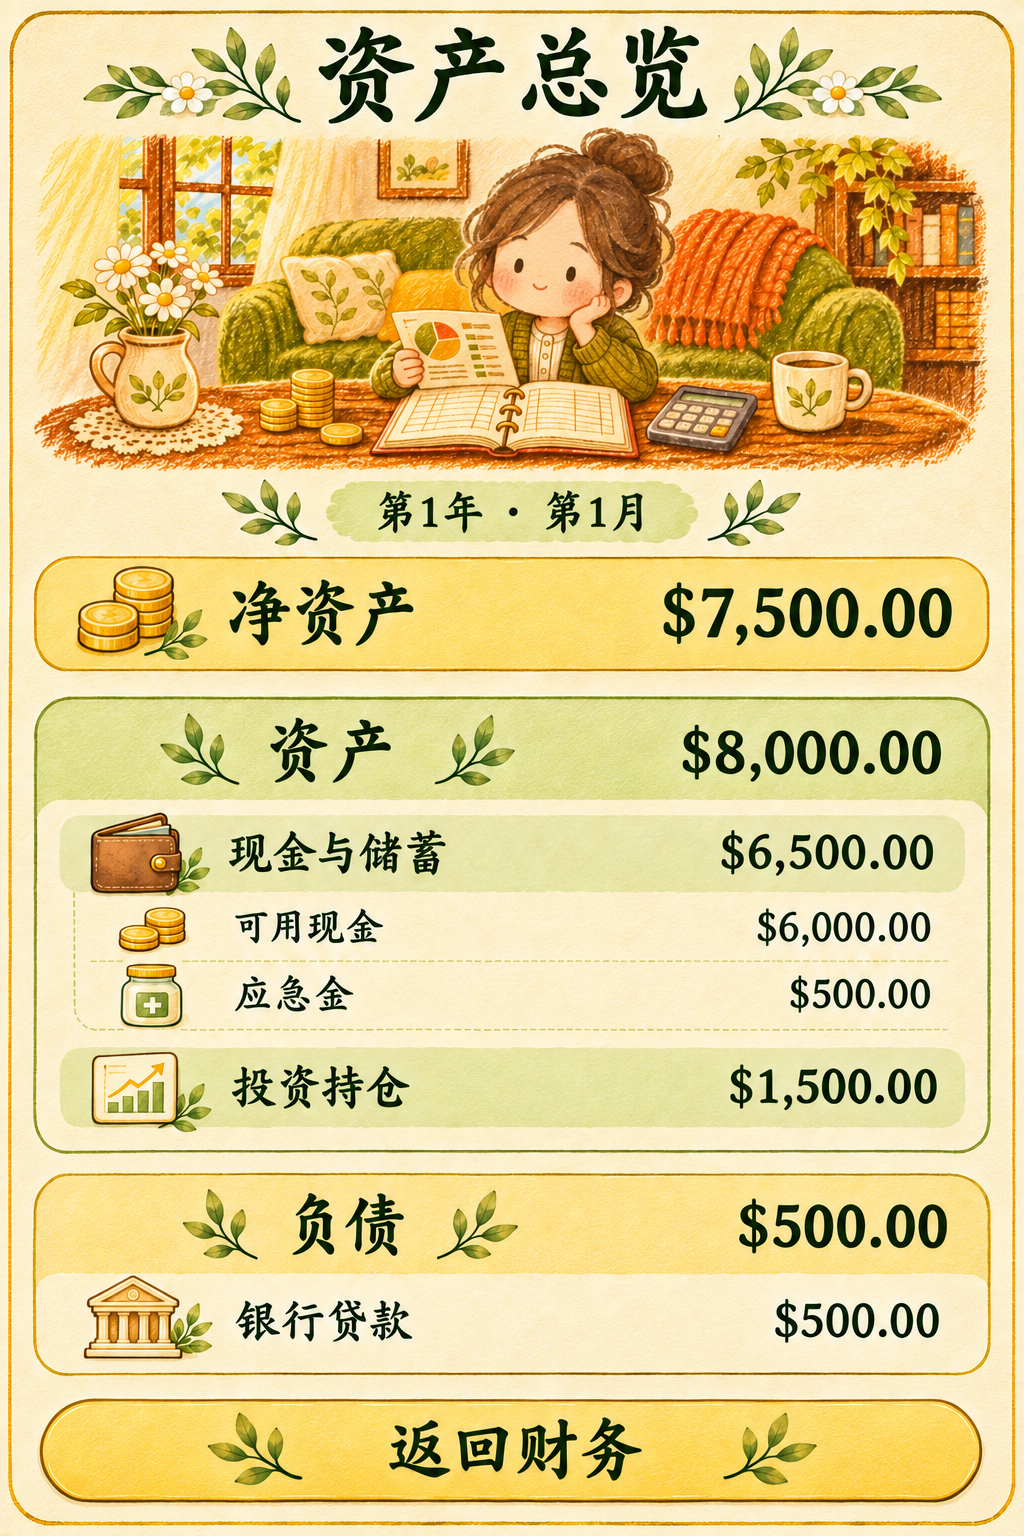 资产总览
第1年 · 第1月
净资产 $7,500.00
资产 $8,000.00
现金与储蓄 $6,500.00
可用现金 $6,000.00
应急金 $500.00
投资持仓 $1,500.00
负债 $500.00
银行贷款 $500.00
返回财务